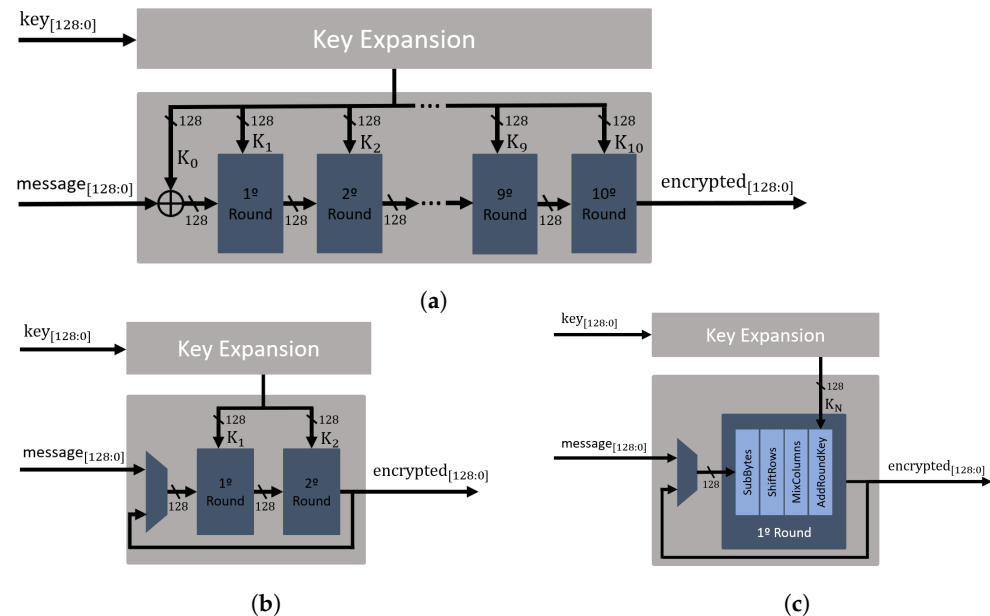 key[128:0]
Key Expansion
128 128 128 128 128
K0 K1 K2 K9 K10
message[128:0]
1º Round
2º Round
...
9º Round
10º Round
128 128 128 128
encrypted[128:0]
(a)
key[128:0]
Key Expansion
128 128
K1 K2
message[128:0]
128
1º Round
128
2º Round
encrypted[128:0]
(b)
key[128:0]
Key Expansion
128
KN
message[128:0]
128
SubBytes
ShiftRows
MixColumns
AddRoundKey
1º Round
encrypted[128:0]
(c)